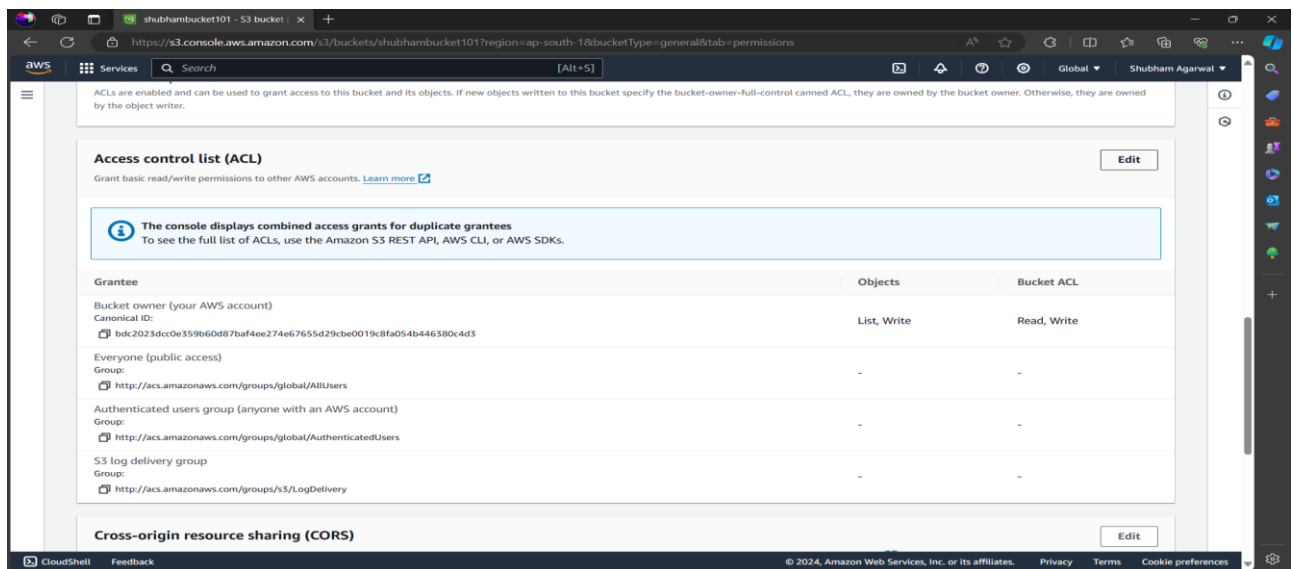 shubhambucket101 - S3 bucket |
https://s3.console.aws.amazon.com/s3/buckets/shubhambucket101?region=ap-south-1&bucketType=general&tab=permissions
aws Services Search [Alt+S] Global Shubham Agarwal
ACLs are enabled and can be used to grant access to this bucket and its objects. If new objects written to this bucket specify the bucket-owner-full-control canned ACL, they are owned by the bucket owner. Otherwise, they are owned
by the object writer.
Access control list (ACL) Edit
Grant basic read/write permissions to other AWS accounts. Learn more
The console displays combined access grants for duplicate grantees
To see the full list of ACLs, use the Amazon S3 REST API, AWS CLI, or AWS SDKs.
Grantee Objects Bucket ACL
Bucket owner (your AWS account)
Canonical ID:
bdc2023dcc0e359b60d87baf4ee274e67655d29cbe0019c8fa054b446380c4d3
List, Write Read, Write
Everyone (public access)
Group:
http://acs.amazonaws.com/groups/global/AllUsers
- -
Authenticated users group (anyone with an AWS account)
Group:
http://acs.amazonaws.com/groups/global/AuthenticatedUsers
- -
S3 log delivery group
Group:
http://acs.amazonaws.com/groups/s3/LogDelivery
- -
Cross-origin resource sharing (CORS) Edit
CloudShell Feedback © 2024, Amazon Web Services, Inc. or its affiliates. Privacy Terms Cookie preferences